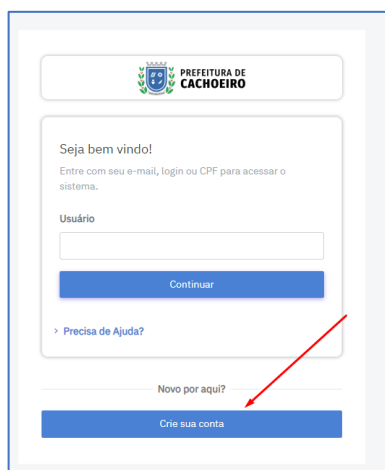 PREFEITURA DE
CACHOEIRO
Seja bem vindo!
Entre com seu e-mail, login ou CPF para acessar o
sistema.
Usuário
Continuar
> Precisa de Ajuda?
Novo por aqui?
Crie sua conta